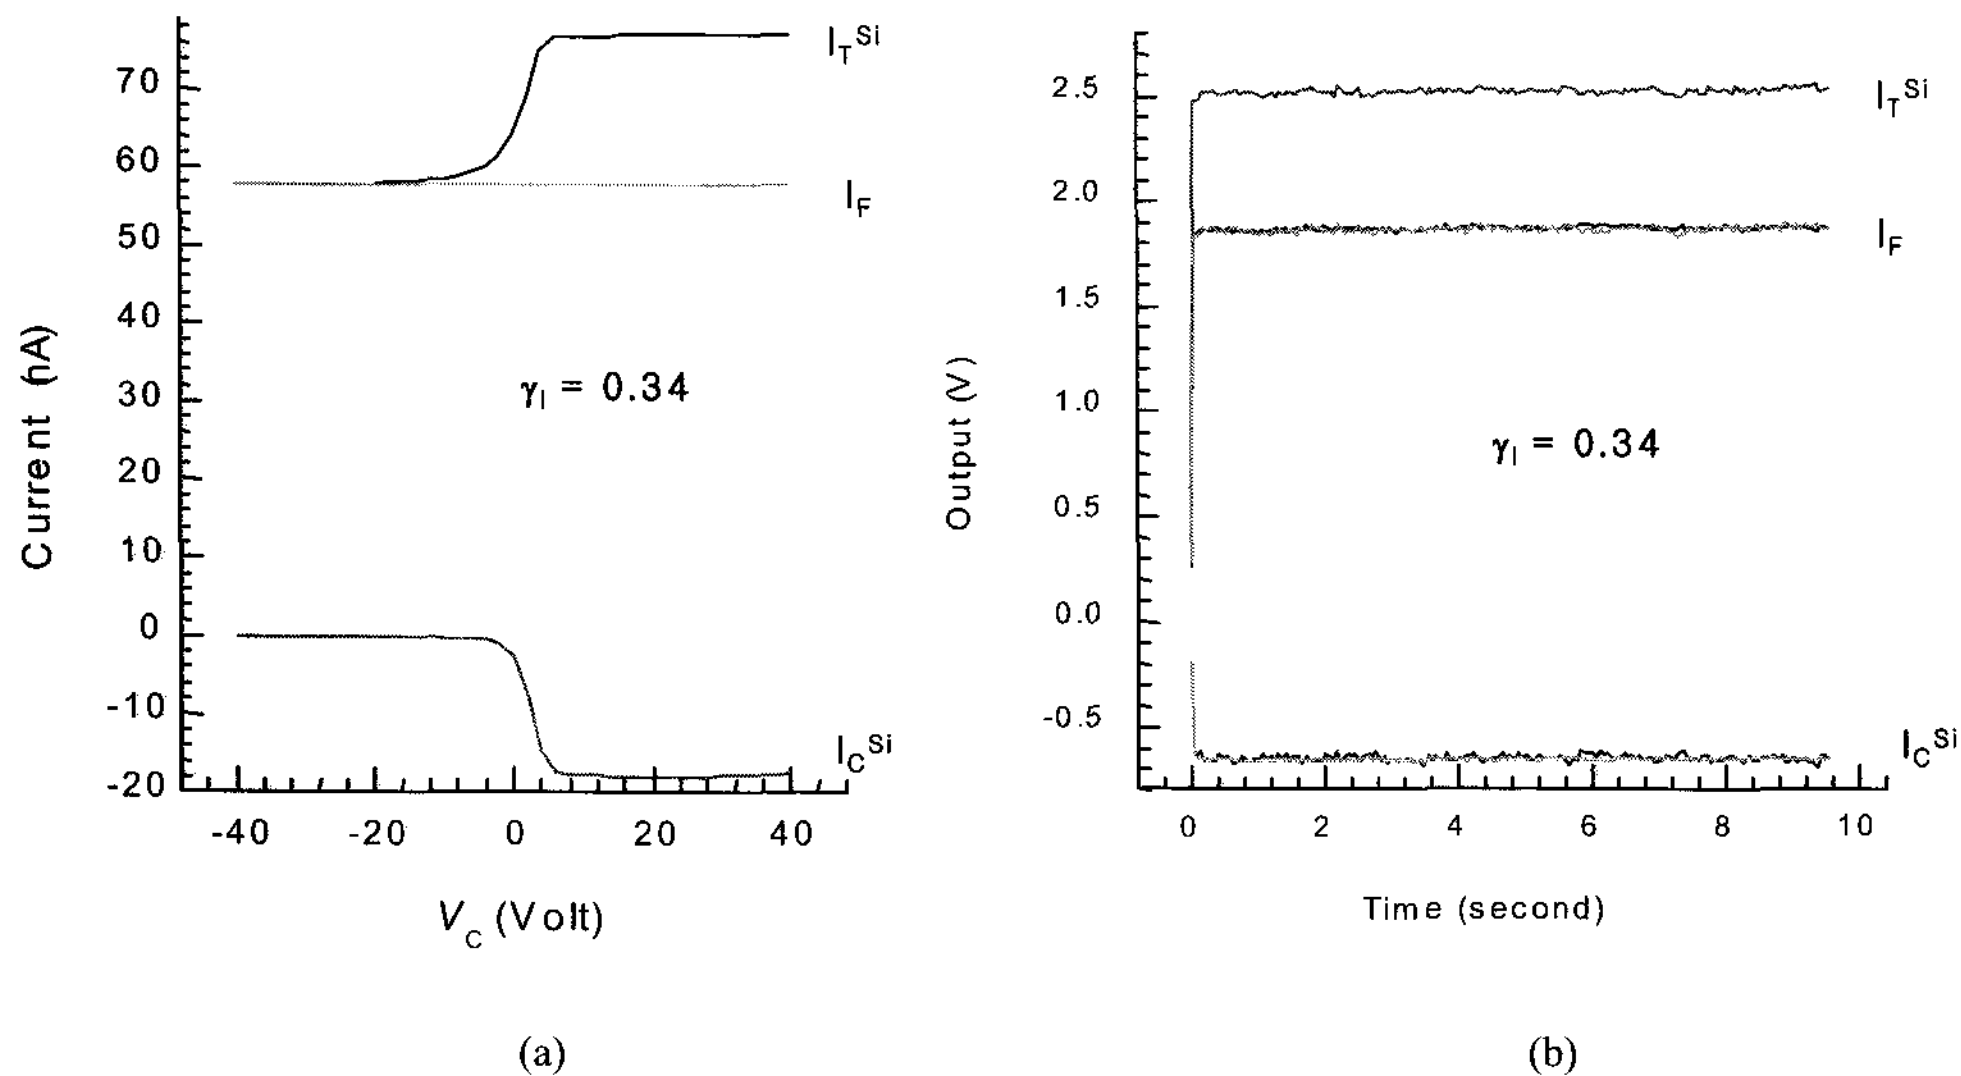 Current (nA)
70
60
50
40
30
20
10
0
-10
-20
-40 -20 0 20 40
V_C (Volt)
I_T^Si
I_F
γ_I = 0.34
I_C^Si
(a)
Output (V)
2.5
2.0
1.5
1.0
0.5
0.0
-0.5
0 2 4 6 8 10
Time (second)
I_T^Si
I_F
γ_I = 0.34
I_C^Si
(b)